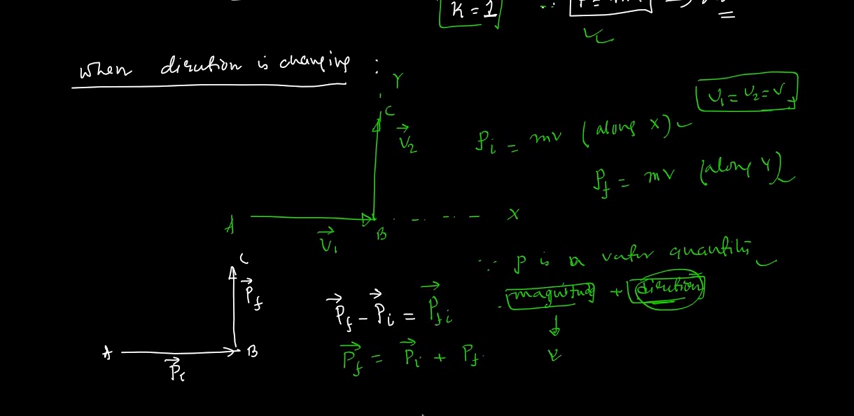 K = 1 ∵
When direction is changing :
Y
C
V₂
V₁ = V₂ = V
Pi = mv (along X)
Pf = mv (along Y)
A
V₁
B
X
∵ P is a vector quantity
magnitude + direction
C
Pf
A
B
Pi
Pf - Pi = Pfi
Pf = Pi + Pf